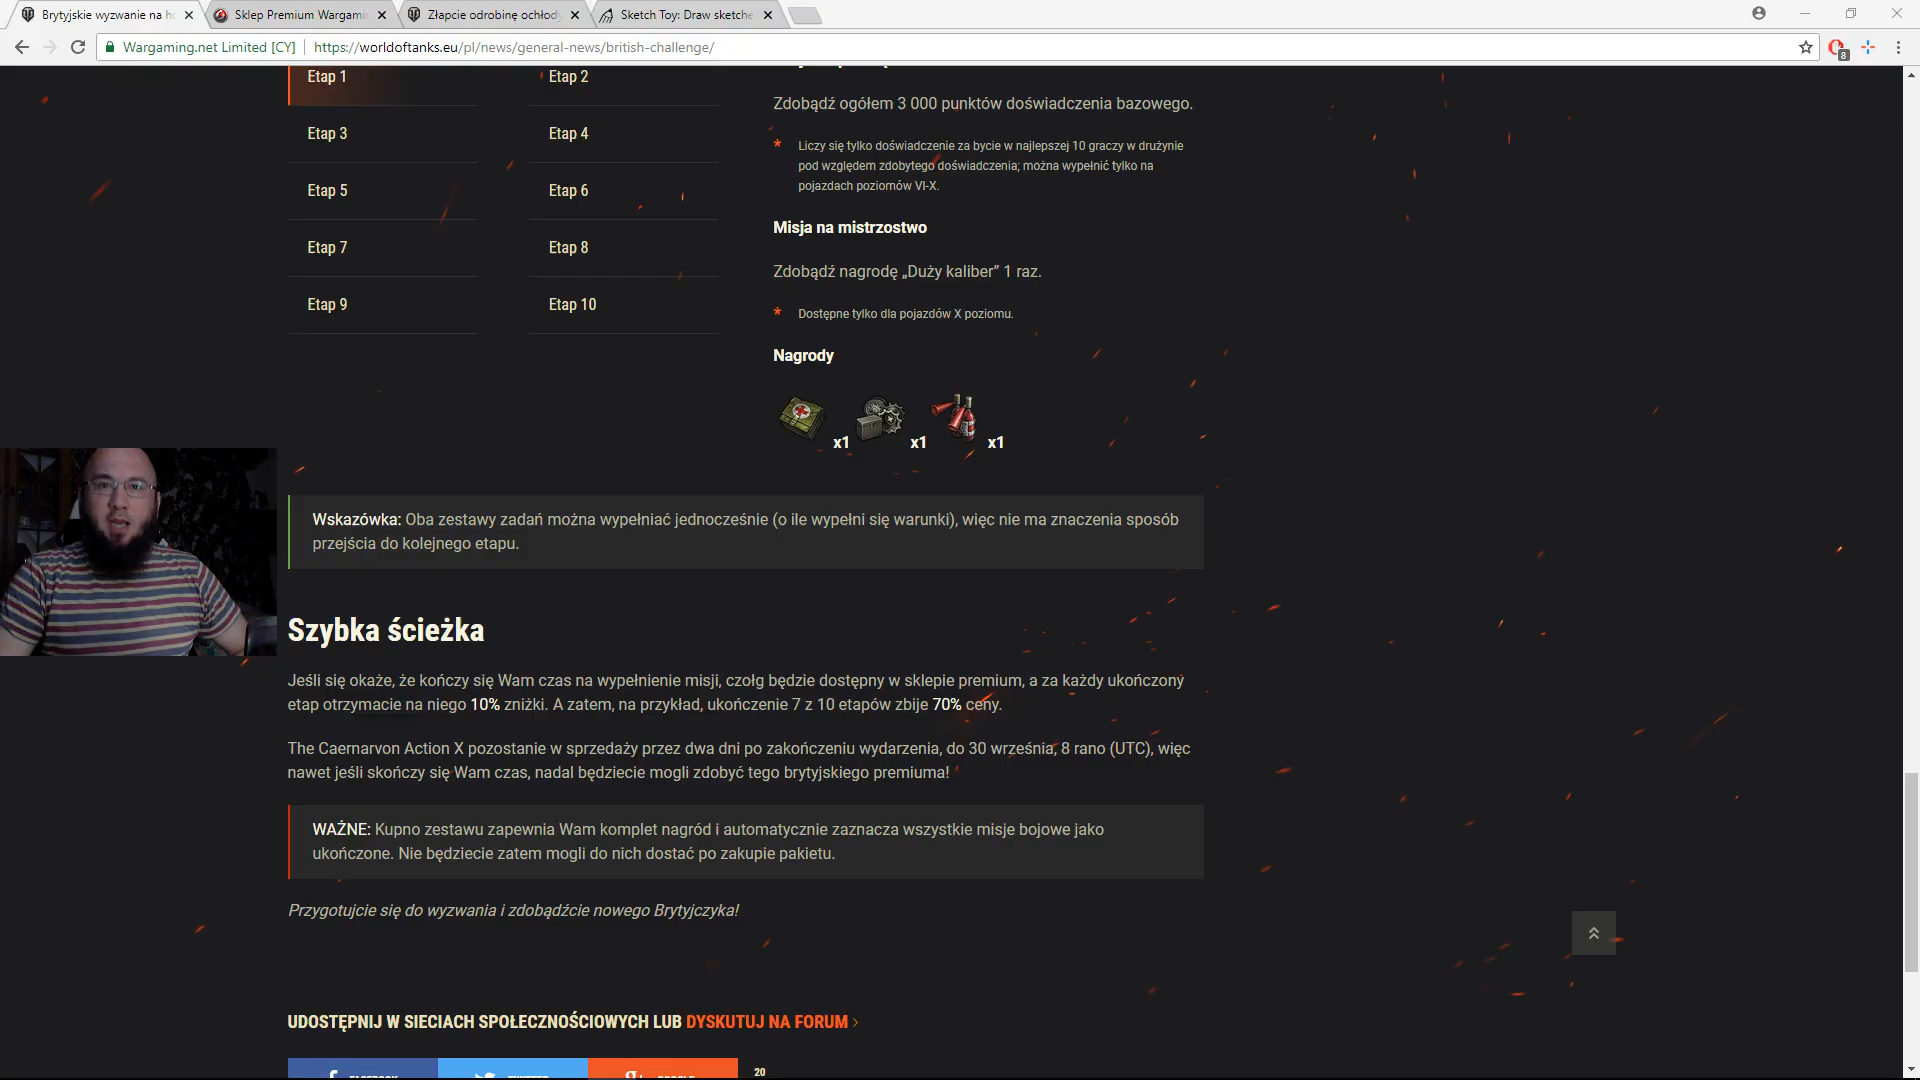 Brytyjskie wyzwanie na ho
Sklep Premium Wargami
Złapcie odrobinę ochłody
Sketch Toy: Draw sketche
Wargaming.net Limited [CY]
https://worldoftanks.eu/pl/news/general-news/british-challenge/
8
Etap 1
Etap 2
Etap 3
Etap 4
Etap 5
Etap 6
Etap 7
Etap 8
Etap 9
Etap 10
Zdobądź ogółem 3 000 punktów doświadczenia bazowego.
* Liczy się tylko doświadczenie za bycie w najlepszej 10 graczy w drużynie
pod względem zdobytego doświadczenia; można wypełnić tylko na
pojazdach poziomów VI-X.
Misja na mistrzostwo
Zdobądź nagrodę „Duży kaliber” 1 raz.
* Dostępne tylko dla pojazdów X poziomu.
Nagrody
x1
x1
x1
Wskazówka: Oba zestawy zadań można wypełniać jednocześnie (o ile wypełni się warunki), więc nie ma znaczenia sposób
przejścia do kolejnego etapu.
Szybka ścieżka
Jeśli się okaże, że kończy się Wam czas na wypełnienie misji, czołg będzie dostępny w sklepie premium, a za każdy ukończony
etap otrzymacie na niego 10% zniżki. A zatem, na przykład, ukończenie 7 z 10 etapów zbije 70% ceny.
The Caernarvon Action X pozostanie w sprzedaży przez dwa dni po zakończeniu wydarzenia, do 30 września, 8 rano (UTC), więc
nawet jeśli skończy się Wam czas, nadal będziecie mogli zdobyć tego brytyjskiego premiuma!
WAŻNE: Kupno zestawu zapewnia Wam komplet nagród i automatycznie zaznacza wszystkie misje bojowe jako
ukończone. Nie będziecie zatem mogli do nich dostać po zakupie pakietu.
Przygotujcie się do wyzwania i zdobądźcie nowego Brytyjczyka!
UDOSTĘPNIJ W SIECIACH SPOŁECZNOŚCIOWYCH LUB DYSKUTUJ NA FORUM
FACEBOOK
TWITTER
GOOGLE
20